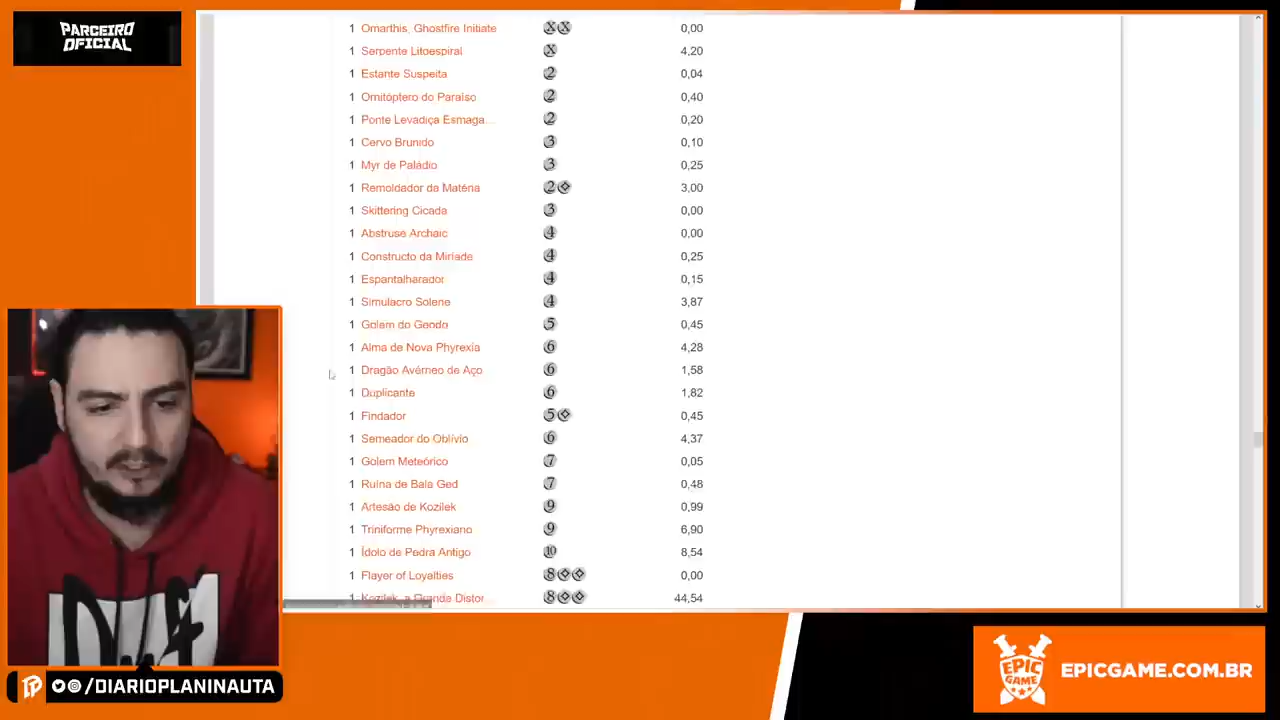 PARCEIRO
OFICIAL
1 Omarthis, Ghostfire Initiate X X 0,00
1 Serpente Litoespiral X 4,20
1 Estante Suspeita 2 0,04
1 Ornitóptero do Paraíso 2 0,40
1 Ponte Levadiça Esmaga... 2 0,20
1 Cervo Brunido 3 0,10
1 Myr de Paládio 3 0,25
1 Remoldador da Matéria 2 0 3,00
1 Skittering Cicada 3 0,00
1 Abstruse Archaic 4 0,00
1 Constructo da Miríade 4 0,25
1 Espantalharador 4 0,15
1 Simulacro Solene 4 3,87
1 Golem do Gondo 5 0,45
1 Alma de Nova Phyrexia 6 4,28
1 Dragão Avérneo de Aço 6 1,58
1 Duplicante 6 1,82
1 Findador 5 0,45
1 Semeador do Oblívio 6 4,37
1 Golem Meteórico 7 0,05
1 Ruína de Bala Ged 7 0,48
1 Artesão de Kozilek 9 0,99
1 Triniforme Phyrexiano 9 6,90
1 Ídolo de Pedra Antigo 10 8,54
1 Flayer of Loyalties 8 0,00
1 Kozilek, a Grande Distor... 8 44,54
Duff
/DIARIOPLANINAUTA
EPIC
GAME
EPICGAME.COM.BR